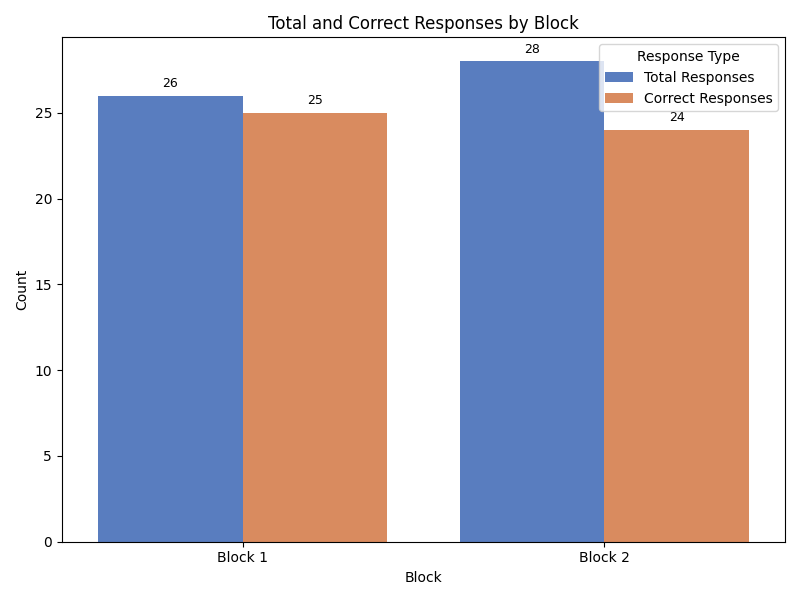 Total and Correct Responses by Block
Response Type
Total Responses
Correct Responses
26
25
28
24
Count
25
20
15
10
5
0
Block 1
Block 2
Block